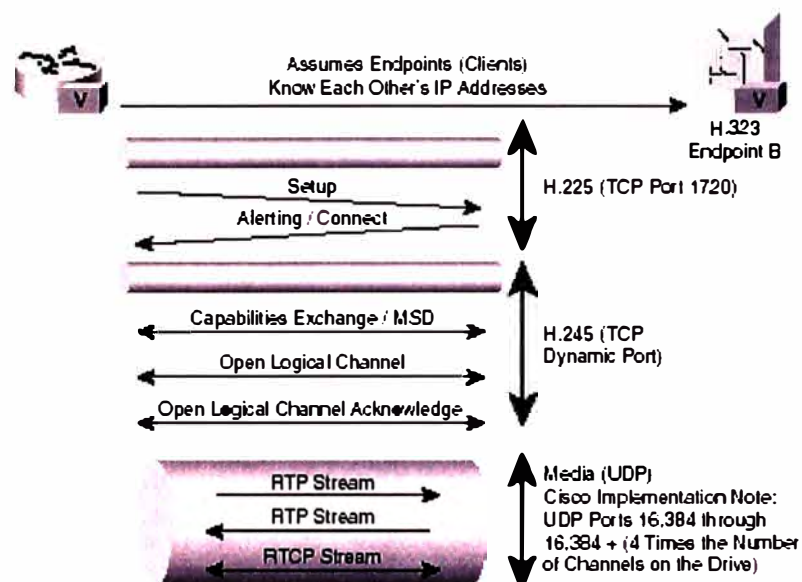 Assumes Endpoints (Clients)
Know Each Other's IP Addresses
V
V
H.323
Endpoint B
Setup
H.225 (TCP Port 1720)
Alerting / Connect
Capabilities Exchange / MSD
H.245 (TCP
Dynamic Port)
Open Logical Channel
Open Logical Channel Acknowledge
RTP Stream
RTP Stream
RTCP Stream
Media (UDP)
Cisco Implementation Note:
UDP Ports 16,384 through
16,384 + (4 Times the Number
of Channels on the Drive)